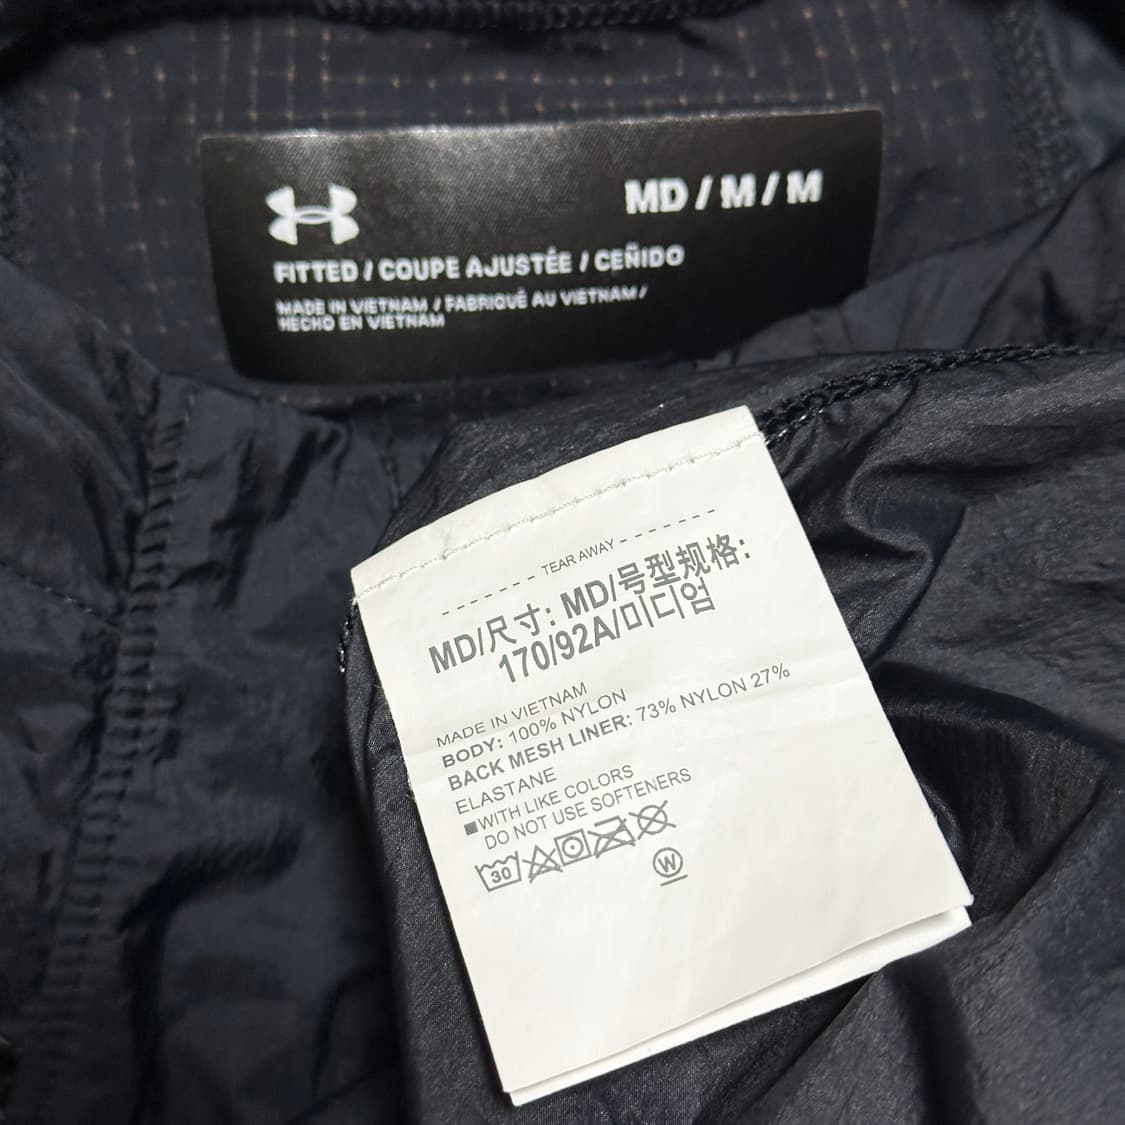 MD / M / M
FITTED / COUPE AJUSTÉE / CEÑIDO
MADE IN VIETNAM / FABRIQUÉ AU VIETNAM /
HECHO EN VIETNAM
TEAR AWAY
MD/尺寸: MD/号型规格:
170/92A/미디엄
MADE IN VIETNAM
BODY: 100% NYLON
BACK MESH LINER: 73% NYLON 27%
ELASTANE
■WITH LIKE COLORS
DO NOT USE SOFTENERS
30
W